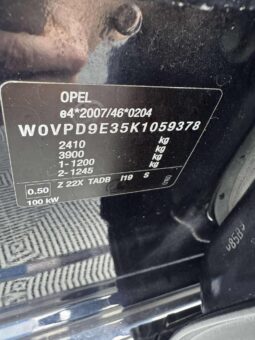 OPEL
e4*2007/46*0204
W0VPD9E35K1059378
2410 kg
3900 kg
1-1200 kg
2-1245 kg
0.50 Z 22X TADB /19 S
100 kW